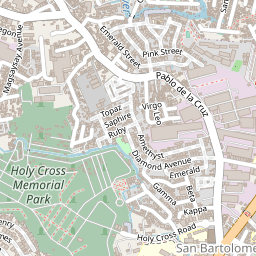 Magsaysay Avenue
Emerald Street
Pink Street
Pablo de la Cruz
Topaz
Saphire
Ruby
Virgo
Leo
Amethyst
Diamond Avenue
Emerald
Holy Cross
Memorial
Park
Gamma
Beta
Kappa
Holy Cross Road
San Bartolome